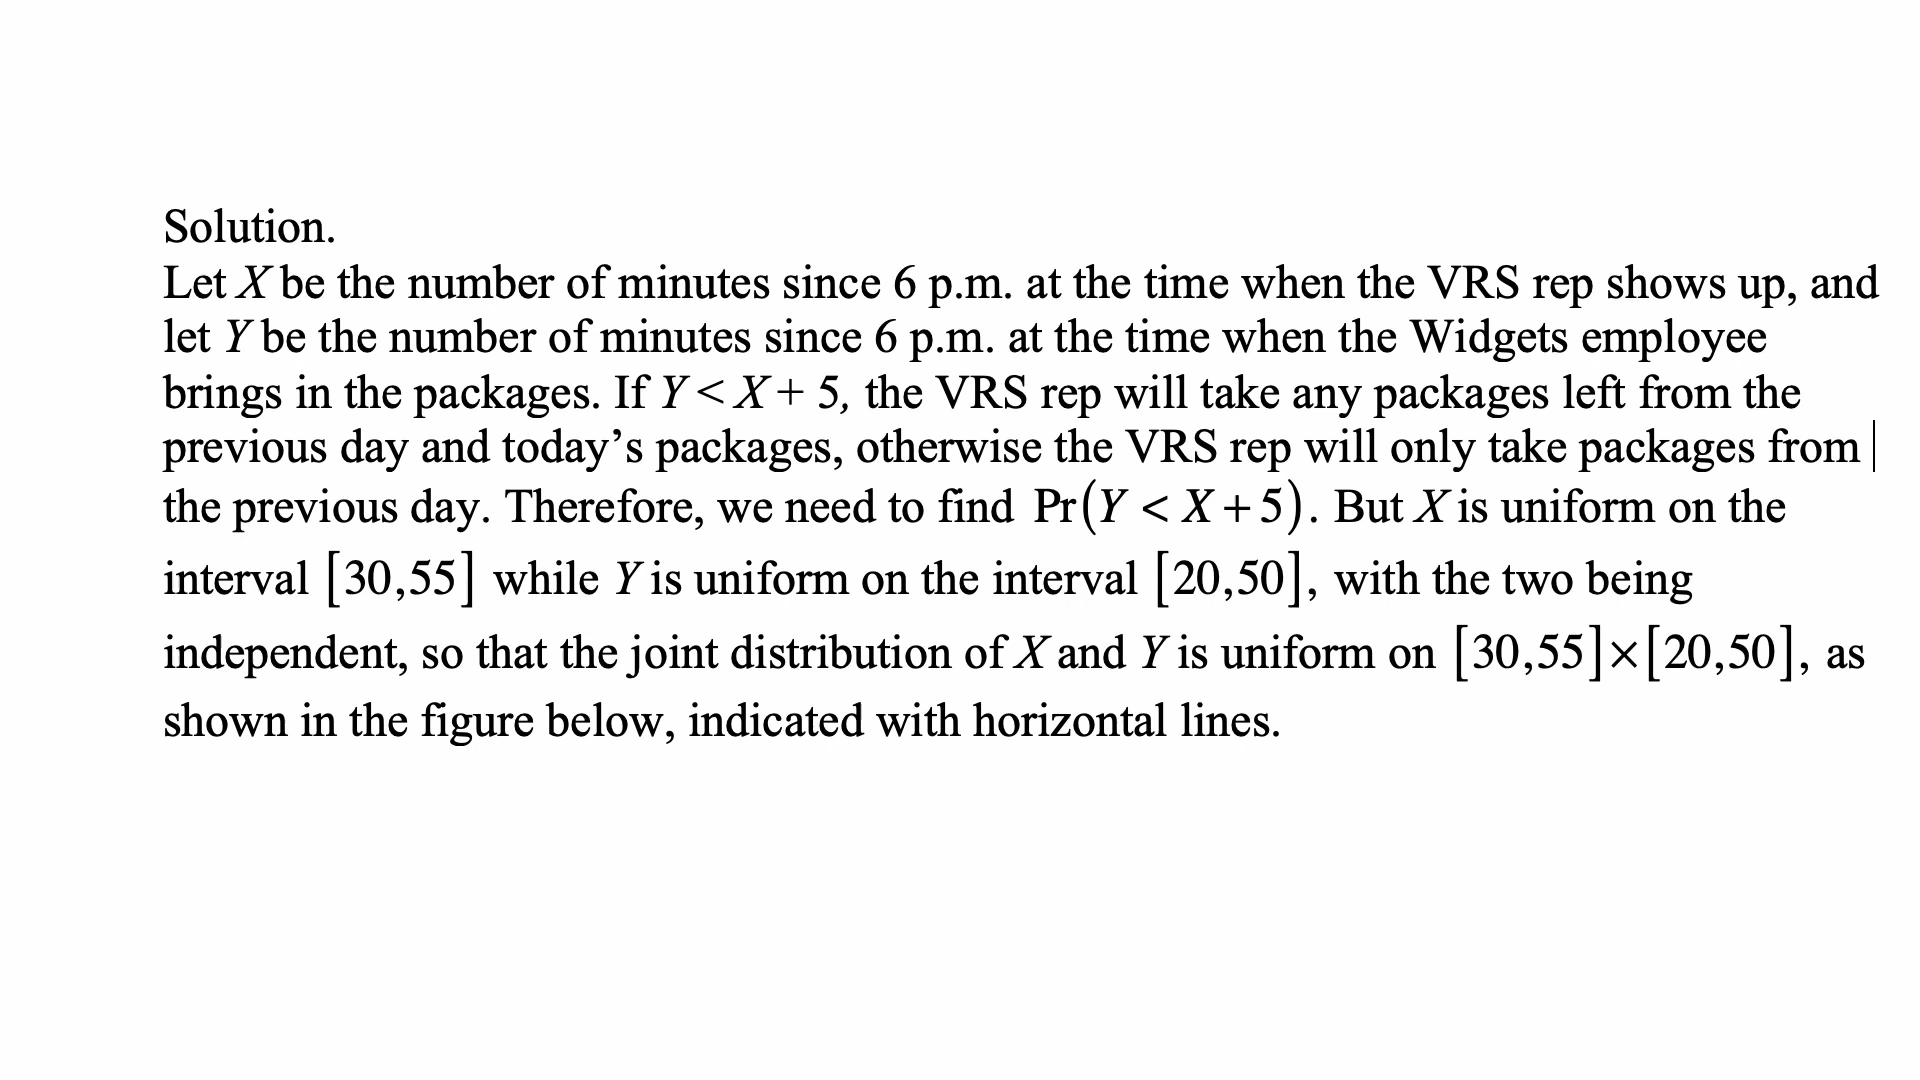 Solution.
Let X be the number of minutes since 6 p.m. at the time when the VRS rep shows up, and
let Y be the number of minutes since 6 p.m. at the time when the Widgets employee
brings in the packages. If Y < X + 5, the VRS rep will take any packages left from the
previous day and today’s packages, otherwise the VRS rep will only take packages from
the previous day. Therefore, we need to find Pr(Y < X + 5). But X is uniform on the
interval [30,55] while Y is uniform on the interval [20,50], with the two being
independent, so that the joint distribution of X and Y is uniform on [30,55]×[20,50], as
shown in the figure below, indicated with horizontal lines.